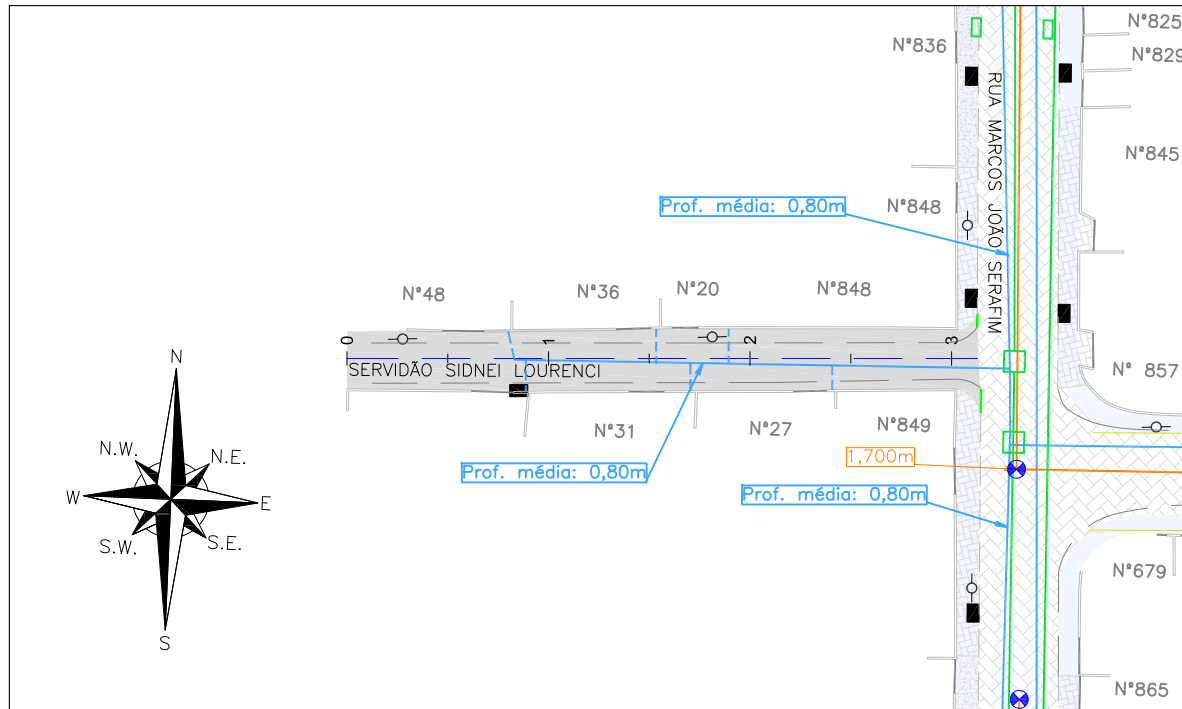 N°825
N°836
N°829
RUA MARCOS JOÃO SERAFIM
N°845
Prof. média: 0,80m
N°848
N°48
N°36
N°20
N°848
0
1
2
3
SERVIDÃO SIDNEI LOURENCI
N° 857
N
N.W.
N.E.
W
E
S.W.
S.E.
S
N°31
N°27
N°849
1,700m
Prof. média: 0,80m
Prof. média: 0,80m
N°679
N°865